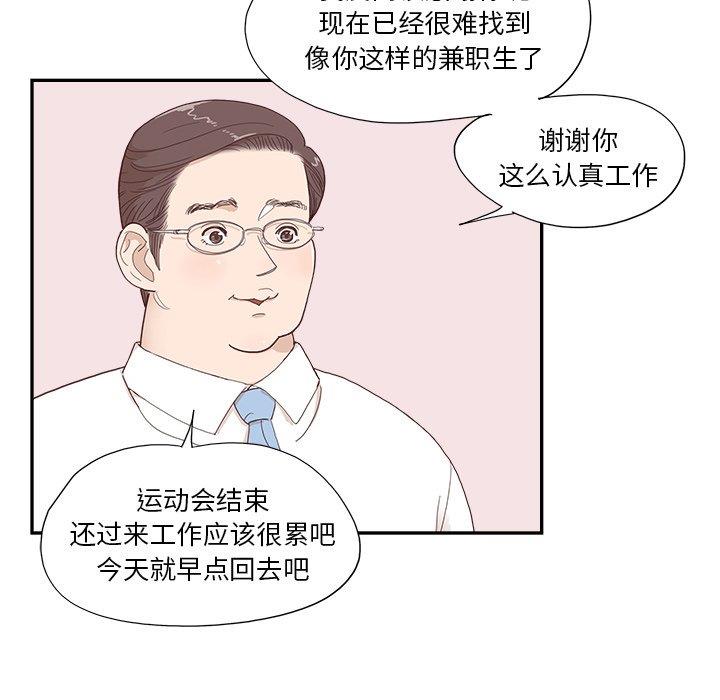 现在已经很难找到
像你这样的兼职生了
谢谢你
这么认真工作
运动会结束
还过来工作应该很累吧
今天就早点回去吧